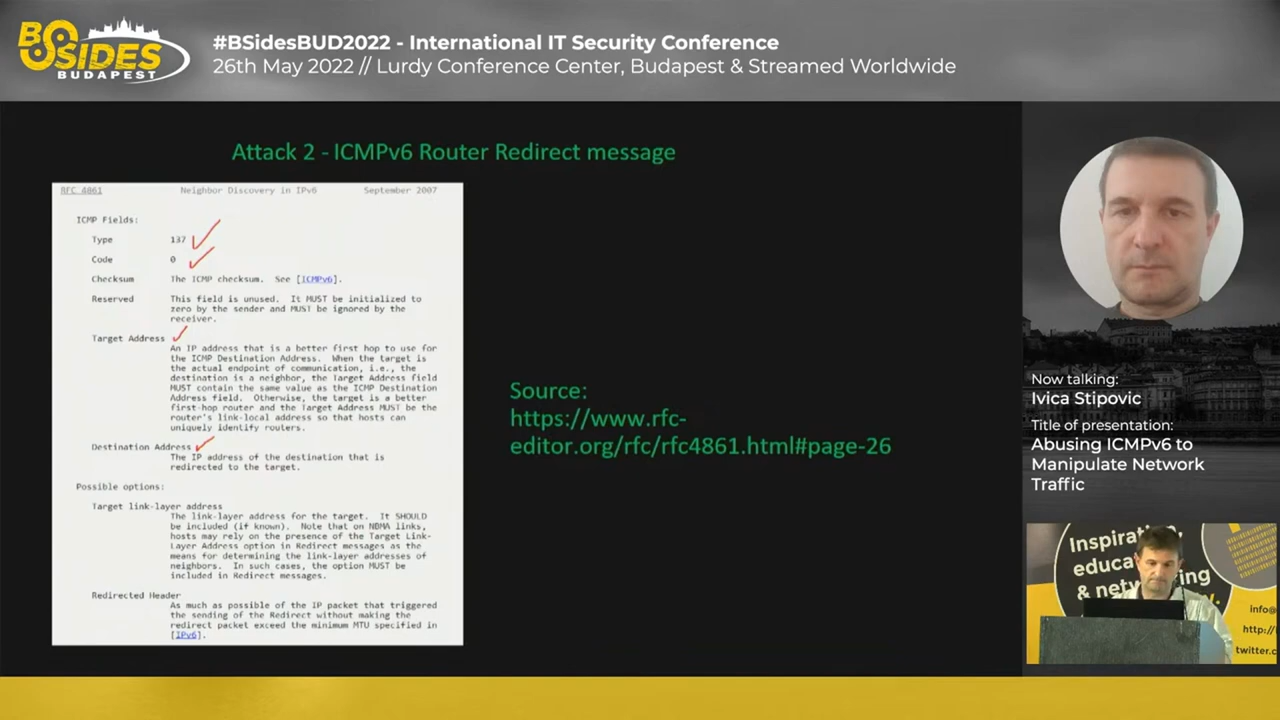 BSIDES
BUDAPEST
#BSidesBUD2022 - International IT Security Conference
26th May 2022 // Lurdy Conference Center, Budapest & Streamed Worldwide
Attack 2 - ICMPv6 Router Redirect message
RFC 4861 Neighbor Discovery in IPv6 September 2007
ICMP Fields:
Type 137
Code 0
Checksum The ICMP checksum. See [ICMPv6].
Reserved This field is unused. It MUST be initialized to
zero by the sender and MUST be ignored by the
receiver.
Target Address
An IP address that is a better first hop to use for
the ICMP Destination Address. When the target is
the actual endpoint of communication, i.e., the
destination is a neighbor, the Target Address field
MUST contain the same value as the ICMP Destination
Address field. Otherwise, the target is a better
first-hop router and the Target Address MUST be the
router's link-local address so that hosts can
uniquely identify routers.
Destination Address
The IP address of the destination that is
redirected to the target.
Possible options:
Target link-layer address
The link-layer address for the target. It SHOULD
be included (if known). Note that on NBMA links,
hosts may rely on the presence of the Target Link-
Layer Address option in Redirect messages as the
means for determining the link-layer addresses of
neighbors. In such cases, the option MUST be
included in Redirect messages.
Redirected Header
As much as possible of the IP packet that triggered
the sending of the Redirect without making the
redirect packet exceed the minimum MTU specified in
[IPv6].
Source:
https://www.rfc-
editor.org/rfc/rfc4861.html#page-26
Now talking:
Ivica Stipovic
Title of presentation:
Abusing ICMPv6 to
Manipulate Network
Traffic
Inspirati
educa
& networking
info@
http://
twitter.c